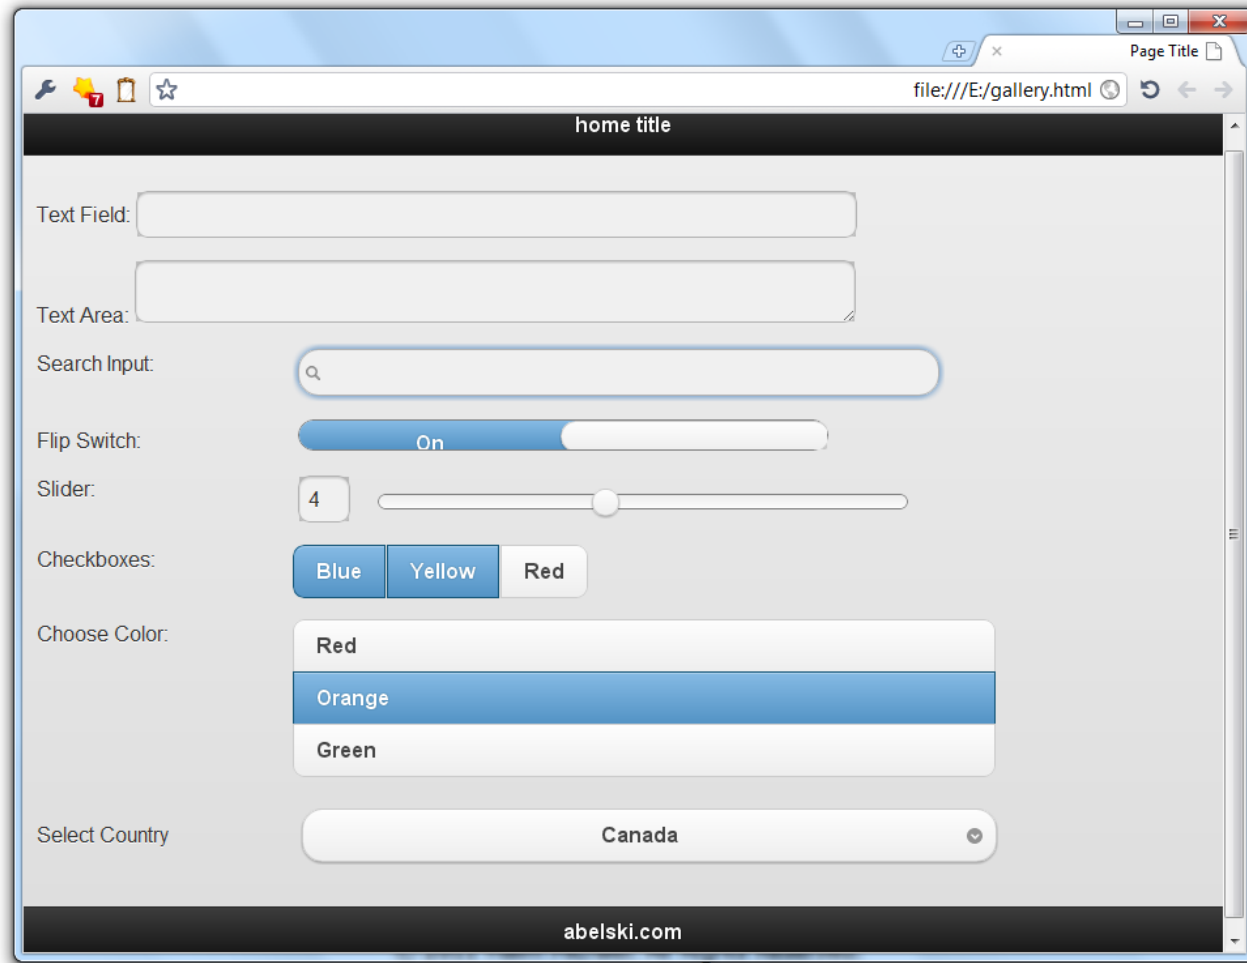 Page Title
7
file:///E:/gallery.html
home title
Text Field:
Text Area:
Search Input:
Flip Switch: On
Slider: 4
Checkboxes: Blue Yellow Red
Choose Color: Red
Orange
Green
Select Country Canada
abelski.com